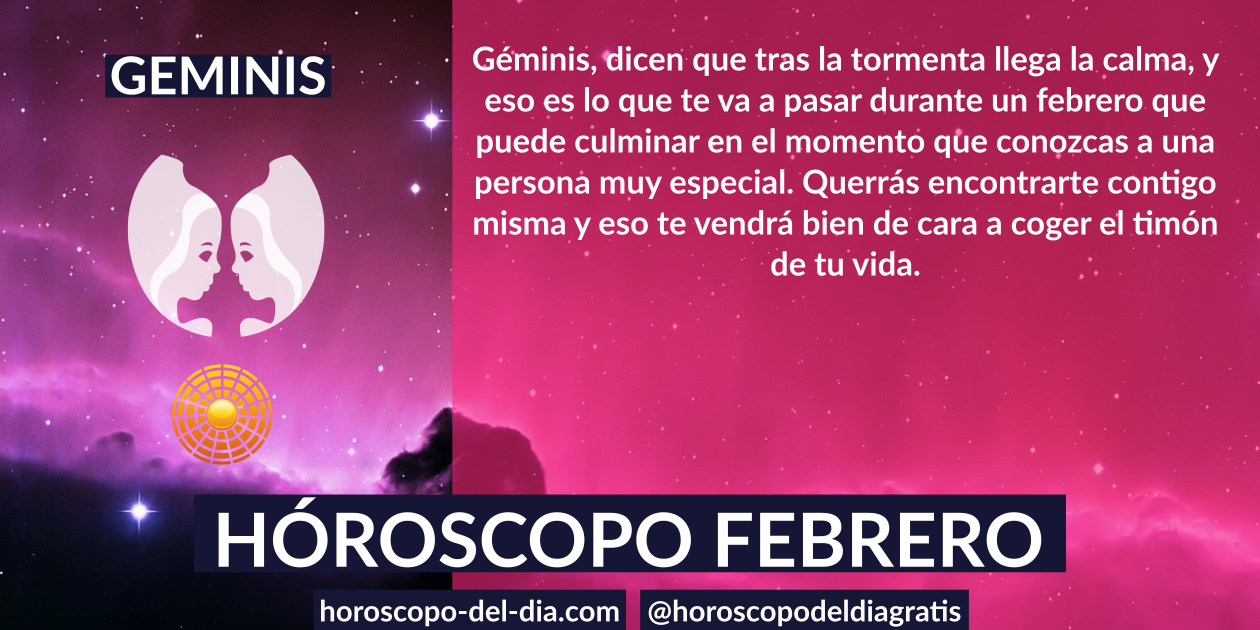 GEMINIS
Géminis, dicen que tras la tormenta llega la calma, y
eso es lo que te va a pasar durante un febrero que
puede culminar en el momento que conozcas a una
persona muy especial. Querrás encontrarte contigo
misma y eso te vendrá bien de cara a coger el timón
de tu vida.
HÓROSCOPO FEBRERO
horoscopo-del-dia.com @horoscopodeldiagratis